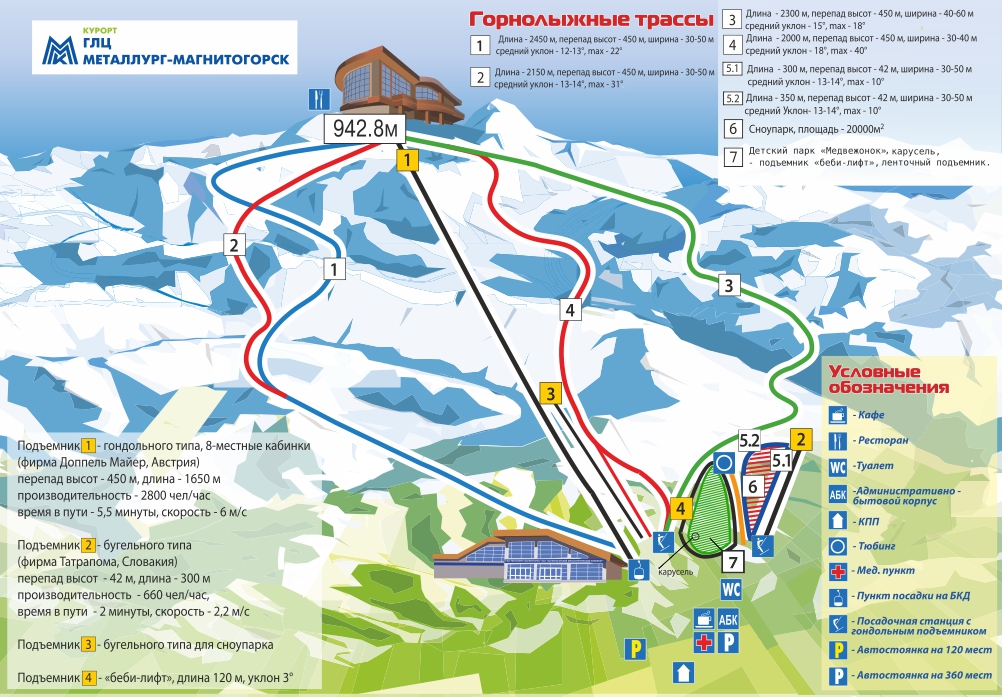 КУРОРТ
ГЛЦ
МЕТАЛЛУРГ-МАГНИТОГОРСК
Горнолыжные трассы
1 Длина - 2450 м, перепад высот - 450 м, ширина - 30-50 м
средний уклон - 12-13°, max - 22°
2 Длина - 2150 м, перепад высот - 450 м, ширина - 30-50 м
средний уклон - 13-14°, max - 31°
3 Длина - 2300 м, перепад высот - 450 м, ширина - 40-60 м
средний уклон - 15°, max - 18°
4 Длина - 2000 м, перепад высот - 450 м, ширина - 30-40 м
средний уклон - 18°, max - 40°
5.1 Длина - 300 м, перепад высот - 42 м, ширина - 30-50 м
средний уклон - 13-14°, max - 10°
5.2 Длина - 350 м, перепад высот - 42 м, ширина - 30-50 м
средний Уклон- 13-14°, max - 10°
6 Сноупарк, площадь - 20000м²
7 Детский парк «Медвежонок», карусель,
- подъемник «беби-лифт», ленточный подъемник.
942.8м
1
2
1
3
4
3
5.2
2
5.1
6
4
7
карусель
WC
АБК
P
P
Подъемник 1 - гондольного типа, 8-местные кабинки
(фирма Доппель Майер, Австрия)
перепад высот - 450 м, длина - 1650 м
производительность - 2800 чел/час
время в пути - 5,5 минуты, скорость - 6 м/с
Подъемник 2 - бугельного типа
(фирма Татрапома, Словакия)
перепад высот - 42 м, длина - 300 м
производительность - 660 чел/час,
время в пути - 2 минуты, скорость - 2,2 м/с
Подъемник 3 - бугельного типа для сноупарка
Подъемник 4 - «беби-лифт», длина 120 м, уклон 3°
Условные
обозначения
- Кафе
- Ресторан
WC -Туалет
АБК -Административно -
бытовой корпус
- КПП
- Тюбинг
- Мед. пункт
- Пункт посадки на БКД
- Посадочная станция с
гондольным подъемником
P - Автостоянка на 120 мест
P - Автостоянка на 360 мест